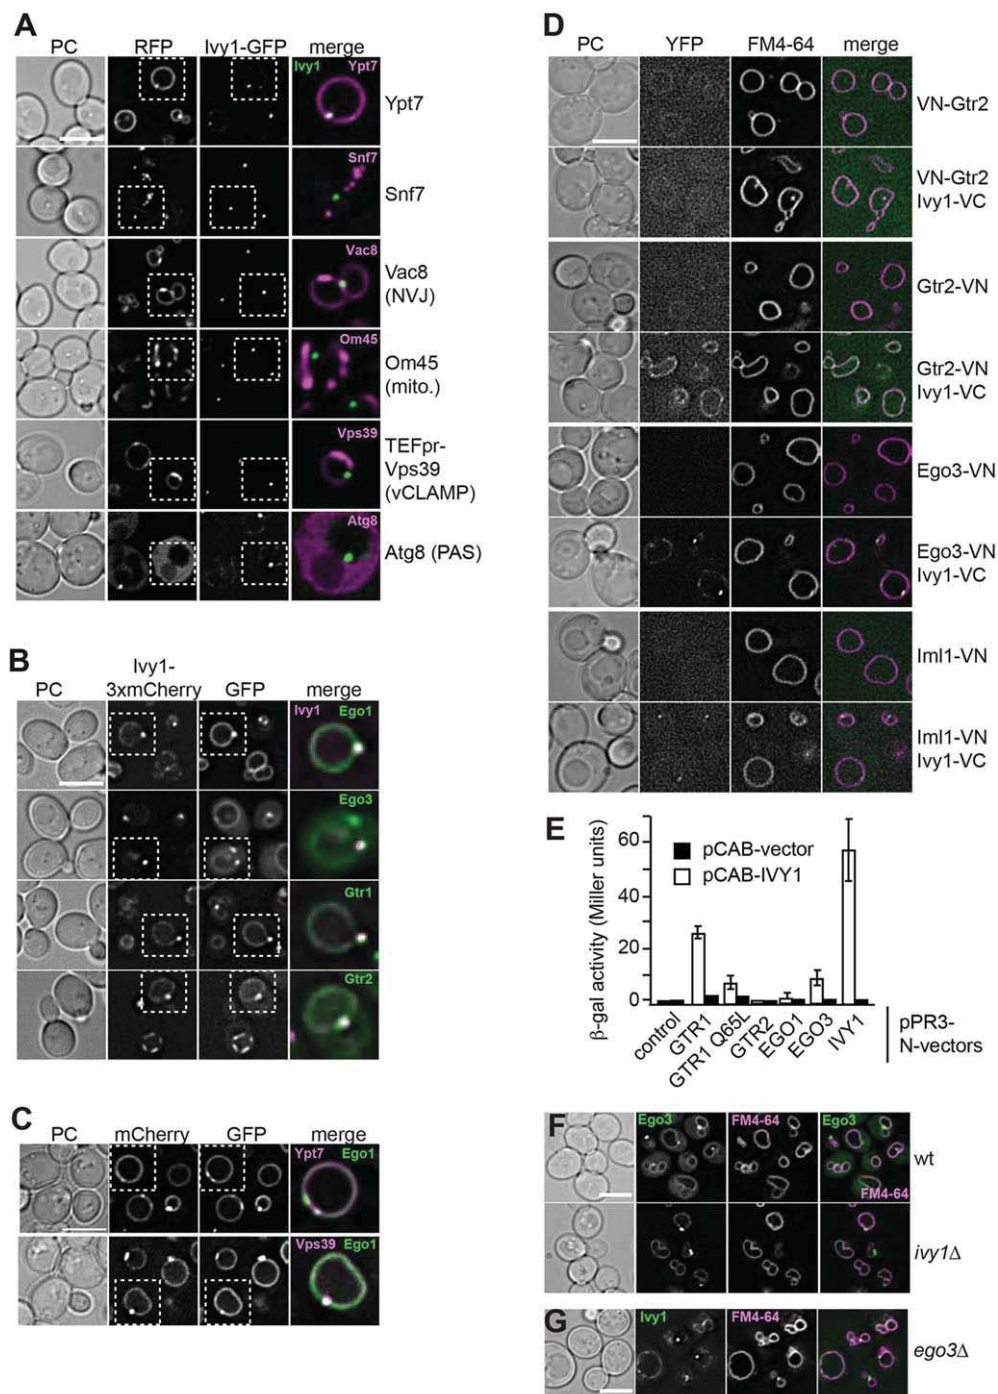 A
PC RFP Ivy1-GFP merge
Ivy1 Ypt7
Ypt7
Snf7
Snf7
Vac8
Vac8
(NVJ)
Om45
Om45
(mito.)
Vps39
TEFpr-
Vps39
(vCLAMP)
Atg8
Atg8 (PAS)
B
Ivy1-
PC 3xmCherry GFP merge
Ivy1 Ego1
Ego3
Gtr1
Gtr2
C
PC mCherry GFP merge
Ypt7 Ego1
Vps39 Ego1
D
PC YFP FM4-64 merge
VN-Gtr2
VN-Gtr2
Ivy1-VC
Gtr2-VN
Gtr2-VN
Ivy1-VC
Ego3-VN
Ego3-VN
Ivy1-VC
Iml1-VN
Iml1-VN
Ivy1-VC
E
β-gal activity (Miller units)
60
40
20
0
pCAB-vector
pCAB-IVY1
control
GTR1
GTR1 Q65L
GTR2
EGO1
EGO3
IVY1
pPR3-
N-vectors
F
Ego3 FM4-64 Ego3
FM4-64
wt
ivy1Δ
G
Ivy1 FM4-64
ego3Δ